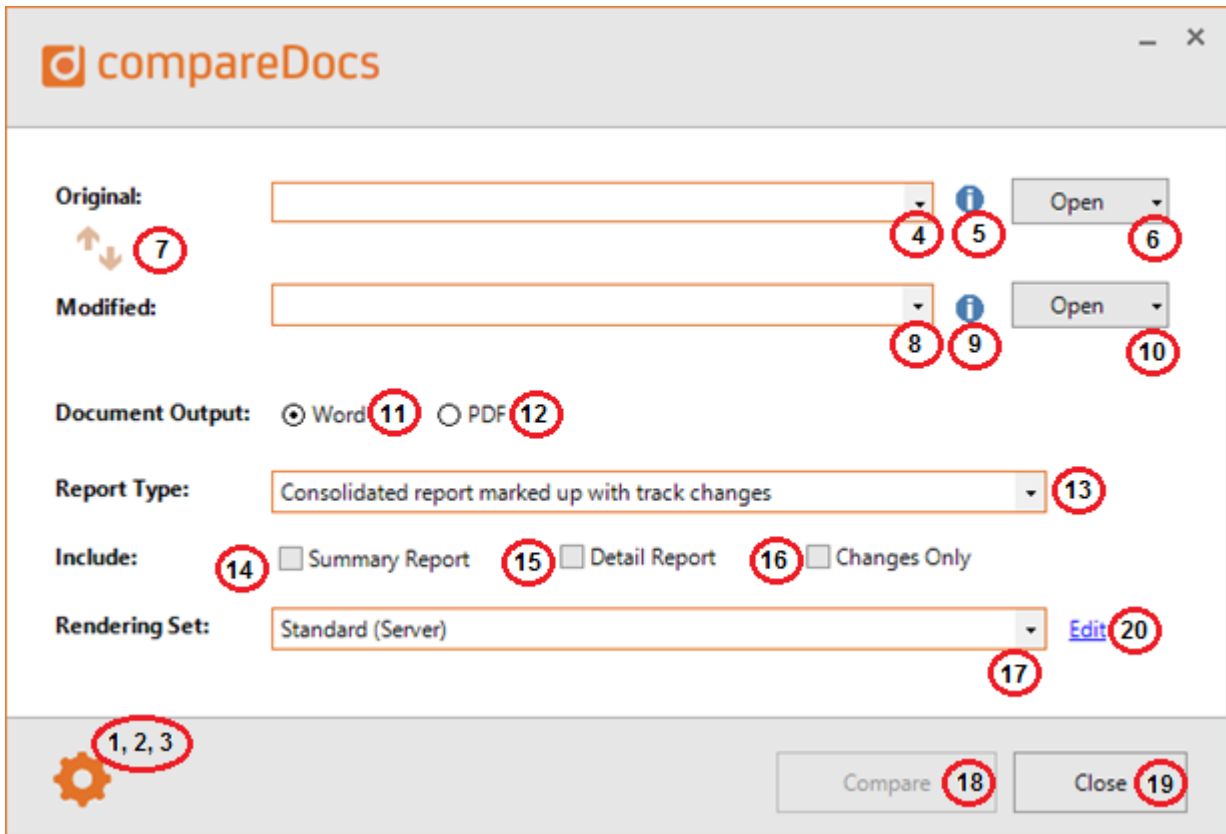 compareDocs
Original:
4 5 Open 6
7
Modified:
8 9 Open 10
Document Output: Word 11 PDF 12
Report Type: Consolidated report marked up with track changes 13
Include: 14 Summary Report 15 Detail Report 16 Changes Only
Rendering Set: Standard (Server) Edit 20
17
1, 2, 3
Compare 18 Close 19